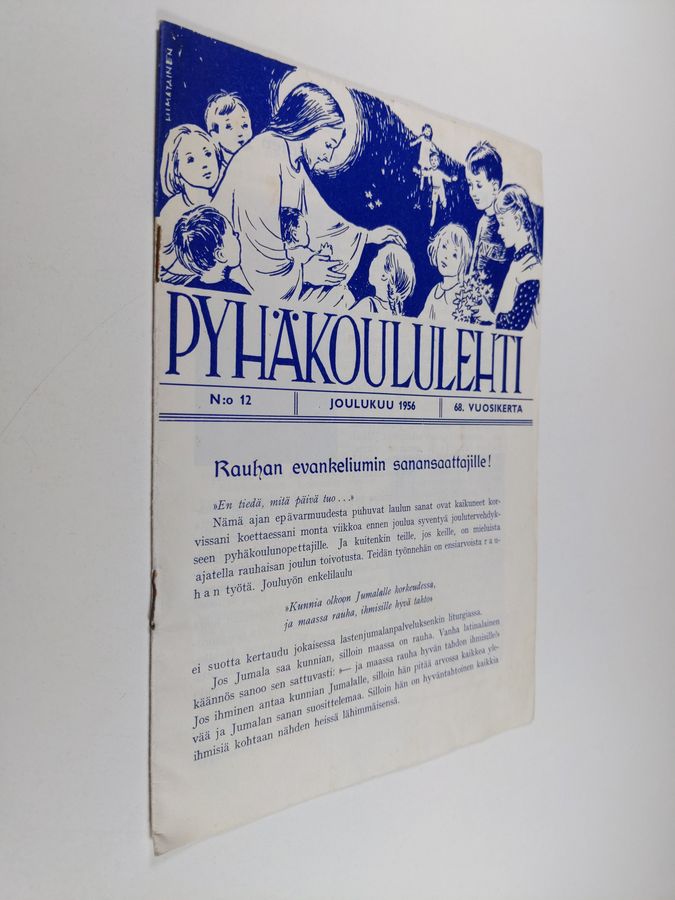 LIIMATAINEN
PYHÄKOULULEHTI
N:o 12
JOULUKUU 1956
68. VUOSIKERTA
Rauhan evankeliumin sanansaattajille!
»En tiedä, mitä päivä tuo...»
Nämä ajan epävarmuudesta puhuvat laulun sanat ovat kaikuneet kor-
vissani koettaessani monta viikkoa ennen joulua syventyä joulutervehdyk-
seen pyhäkoulunopettajille. Ja kuitenkin teille, jos keille, on mieluista
ajatella rauhaisan joulun toivotusta. Teidän työnnehän on ensiarvoista rau-
han työtä. Jouluyön enkelilaulu
»Kunnia olkoon Jumalalle korkeudessa,
ja maassa rauha, ihmisille hyvä tahto»
ei suotta kertaudu jokaisessa lastenjumalanpalveluksenkin liturgiassa.
Jos Jumala saa kunnian, silloin maassa on rauha. Vanha latinalainen
käännös sanoo sen sattuvasti: »— ja maassa rauha hyvän tahdon ihmisille!»
Jos ihminen antaa kunnian Jumalalle, silloin hän pitää arvossa kaikkea yle-
vää ja Jumalan sanan suosittelemaa. Silloin hän on hyväntahtoinen kaikkia
ihmisiä kohtaan nähden heissä lähimmäisensä.